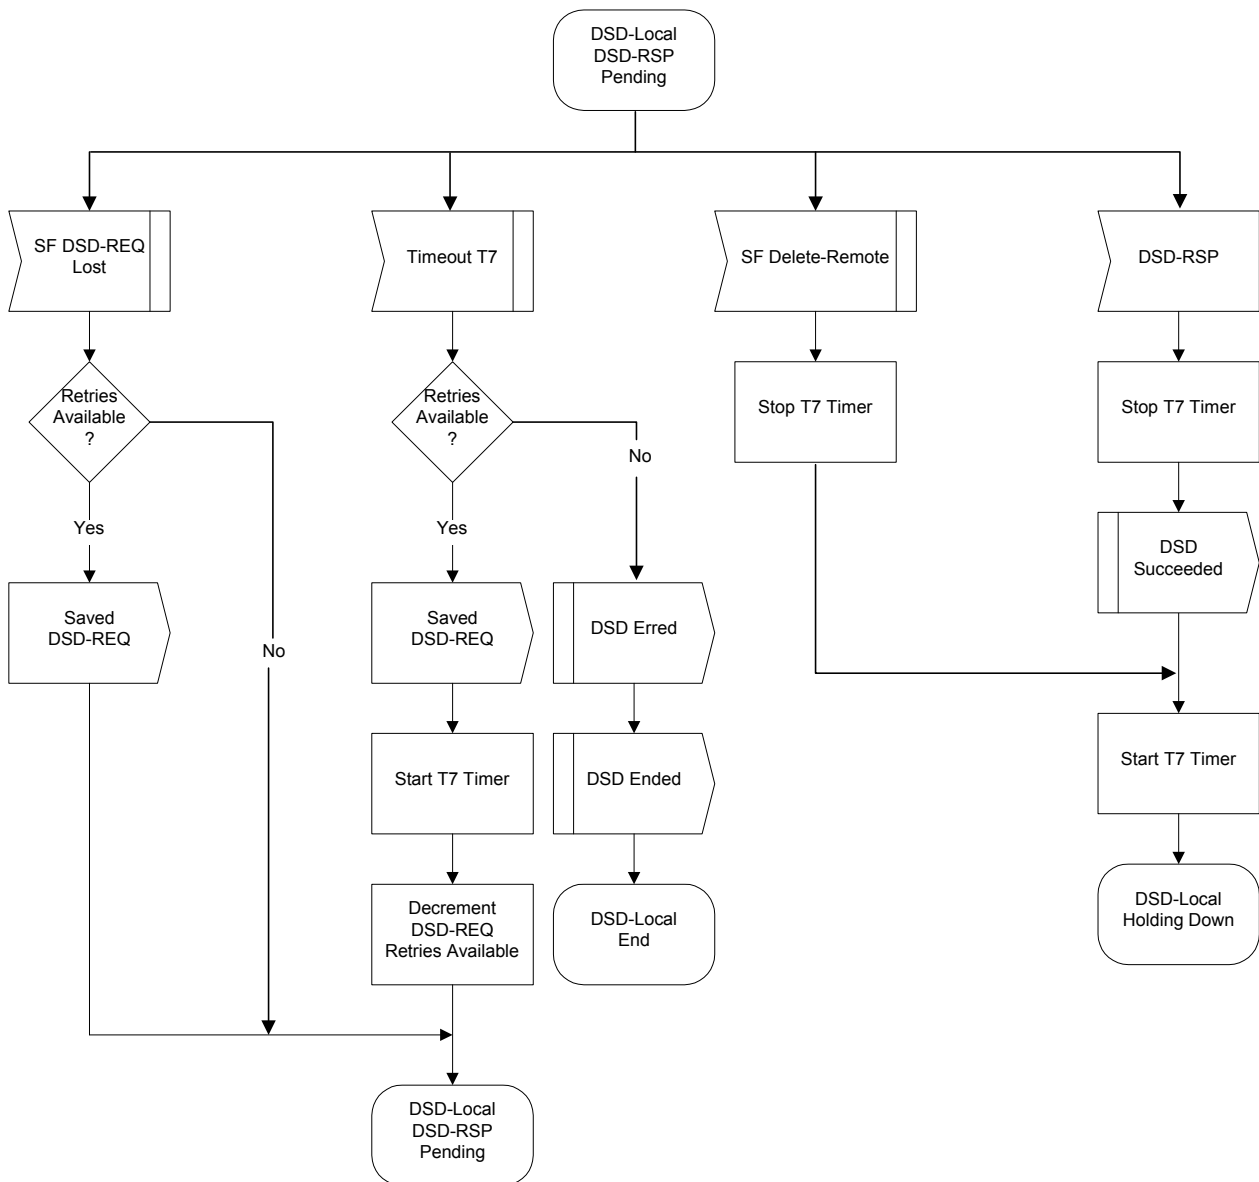 DSD-Local
DSD-RSP
Pending
SF DSD-REQ
Lost
Timeout T7
SF Delete-Remote
DSD-RSP
Retries
Available
?
Retries
Available
?
Stop T7 Timer
Stop T7 Timer
No
Yes
Yes
DSD
Succeeded
Saved
DSD-REQ
No
Saved
DSD-REQ
DSD Erred
Start T7 Timer
DSD Ended
Start T7 Timer
Decrement
DSD-REQ
Retries Available
DSD-Local
End
DSD-Local
Holding Down
DSD-Local
DSD-RSP
Pending